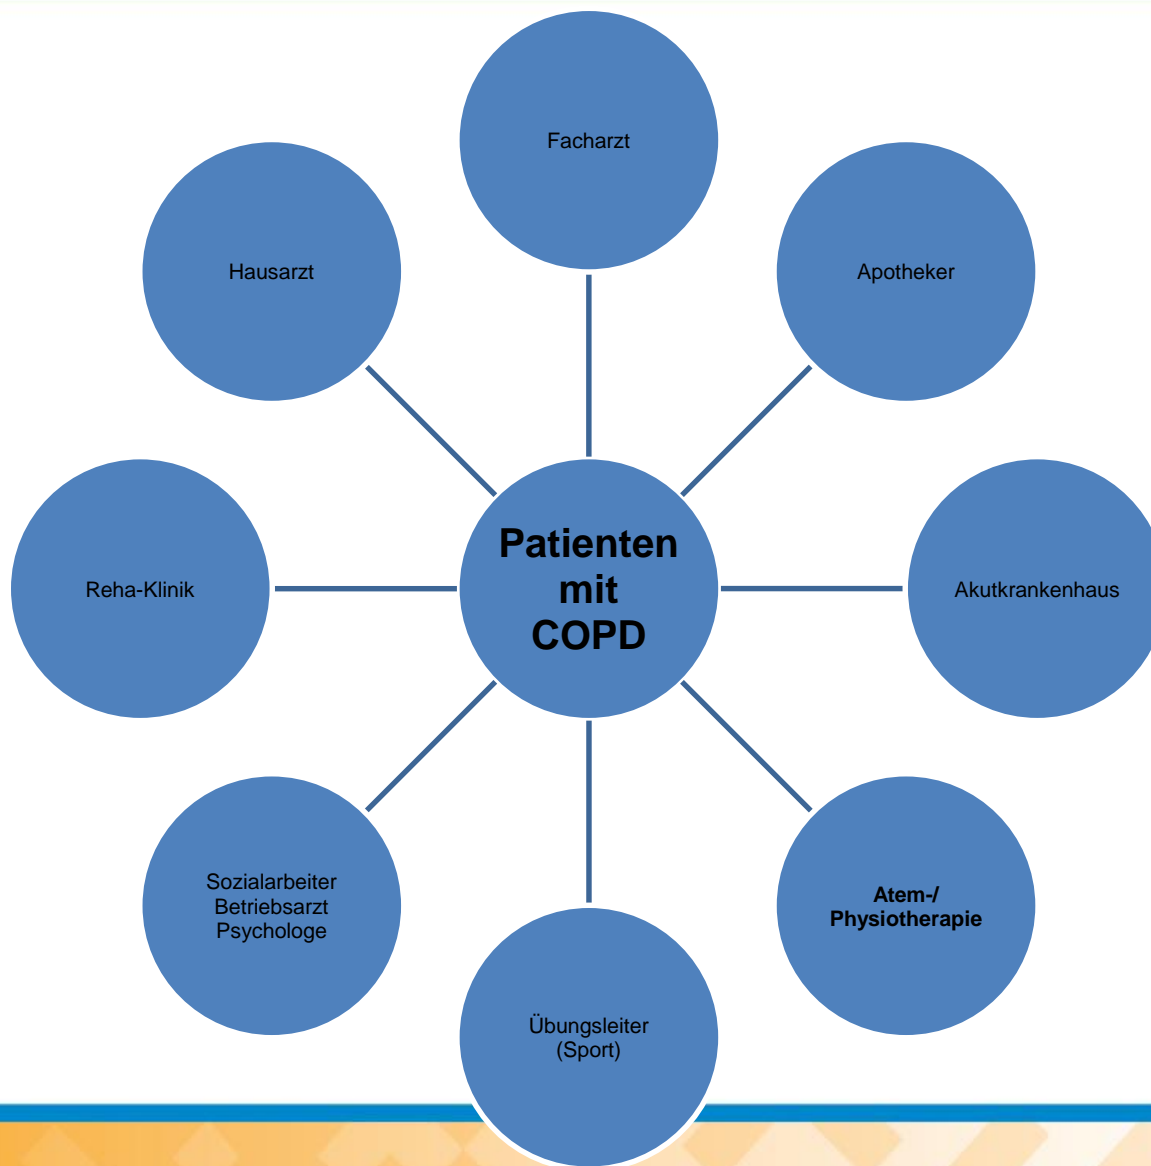 Facharzt
Hausarzt
Apotheker
Patienten
mit
COPD
Reha-Klinik
Akutkrankenhaus
Sozialarbeiter
Betriebsarzt
Psychologe
Atem-/
Physiotherapie
Übungsleiter
(Sport)